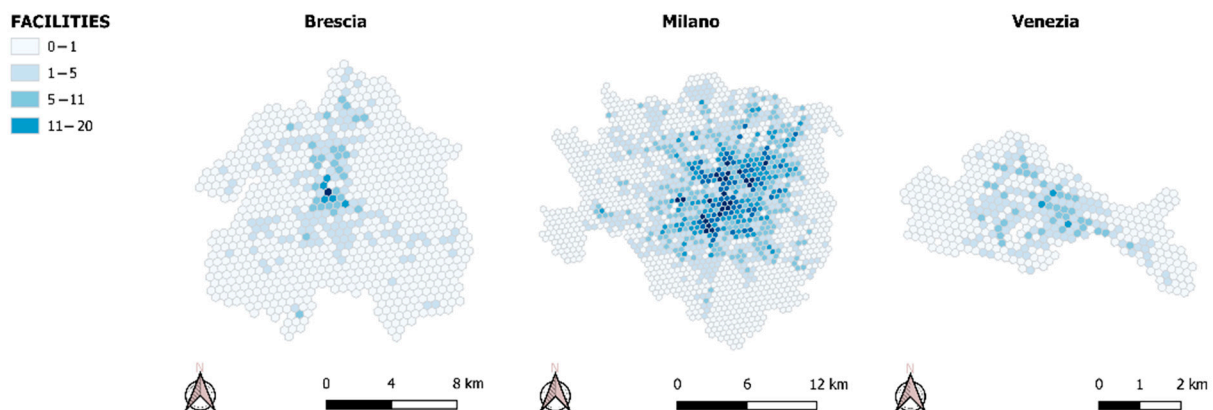 FACILITIES
0–1
1–5
5–11
11–20
Brescia
Milano
Venezia
N
0 4 8 km
N
0 6 12 km
N
0 1 2 km